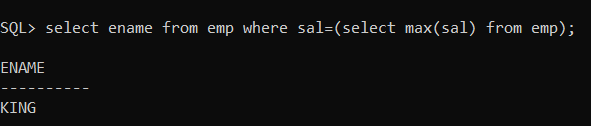 SQL> select ename from emp where sal=(select max(sal) from emp);
ENAME
----------
KING